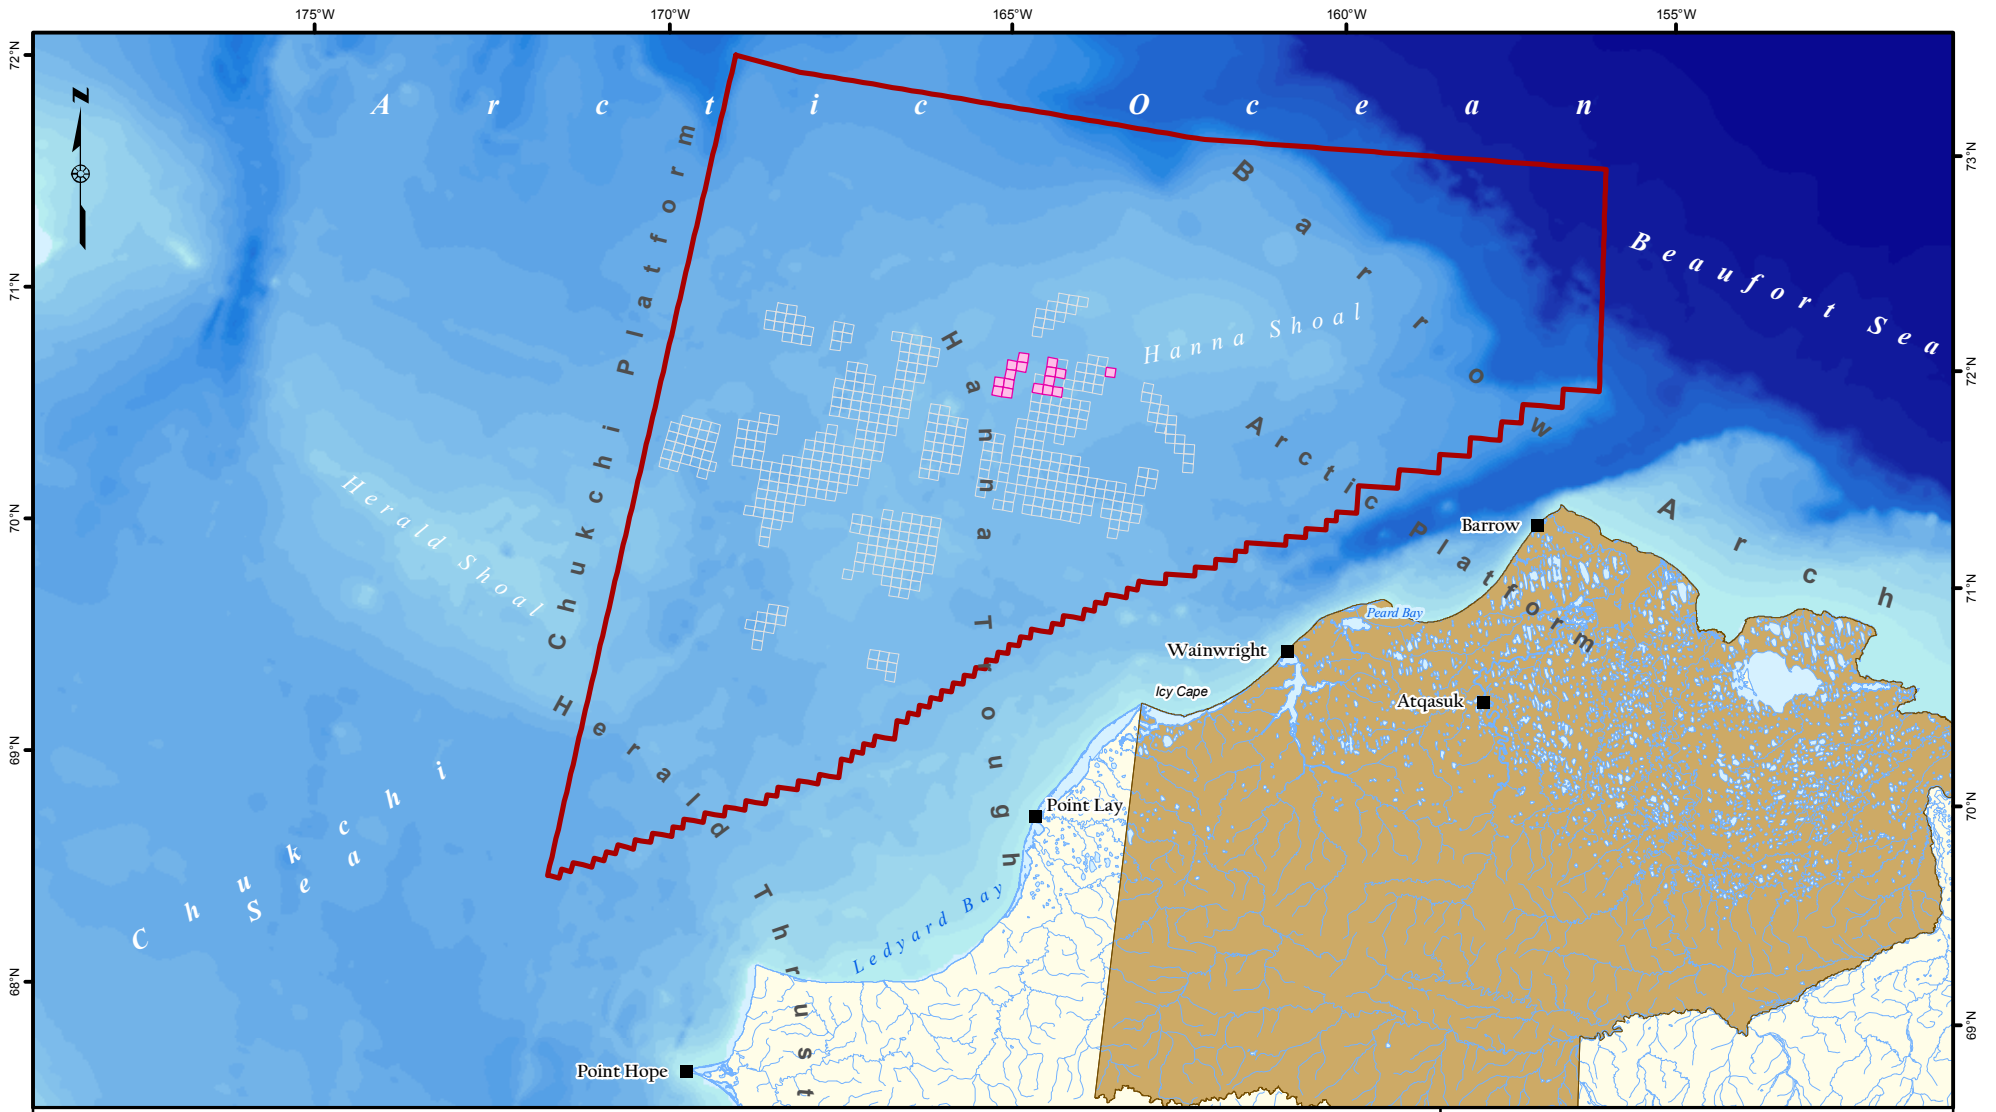 175°W 170°W 165°W 160°W 155°W
72°N
N
Arctic Ocean
73°N
Chukchi Platform
Barrow
Arch
Beaufort Sea
71°N
Hanna Shoal
Hanna Trough
72°N
Arctic Platform
Herald Shoal
70°N
Barrow
71°N
Peard Bay
Wainwright
Icy Cape
Atqasuk
Herald Thrust
69°N
Chukchi
Sea
Point Lay
70°N
Ledyard Bay
68°N
69°N
Point Hope